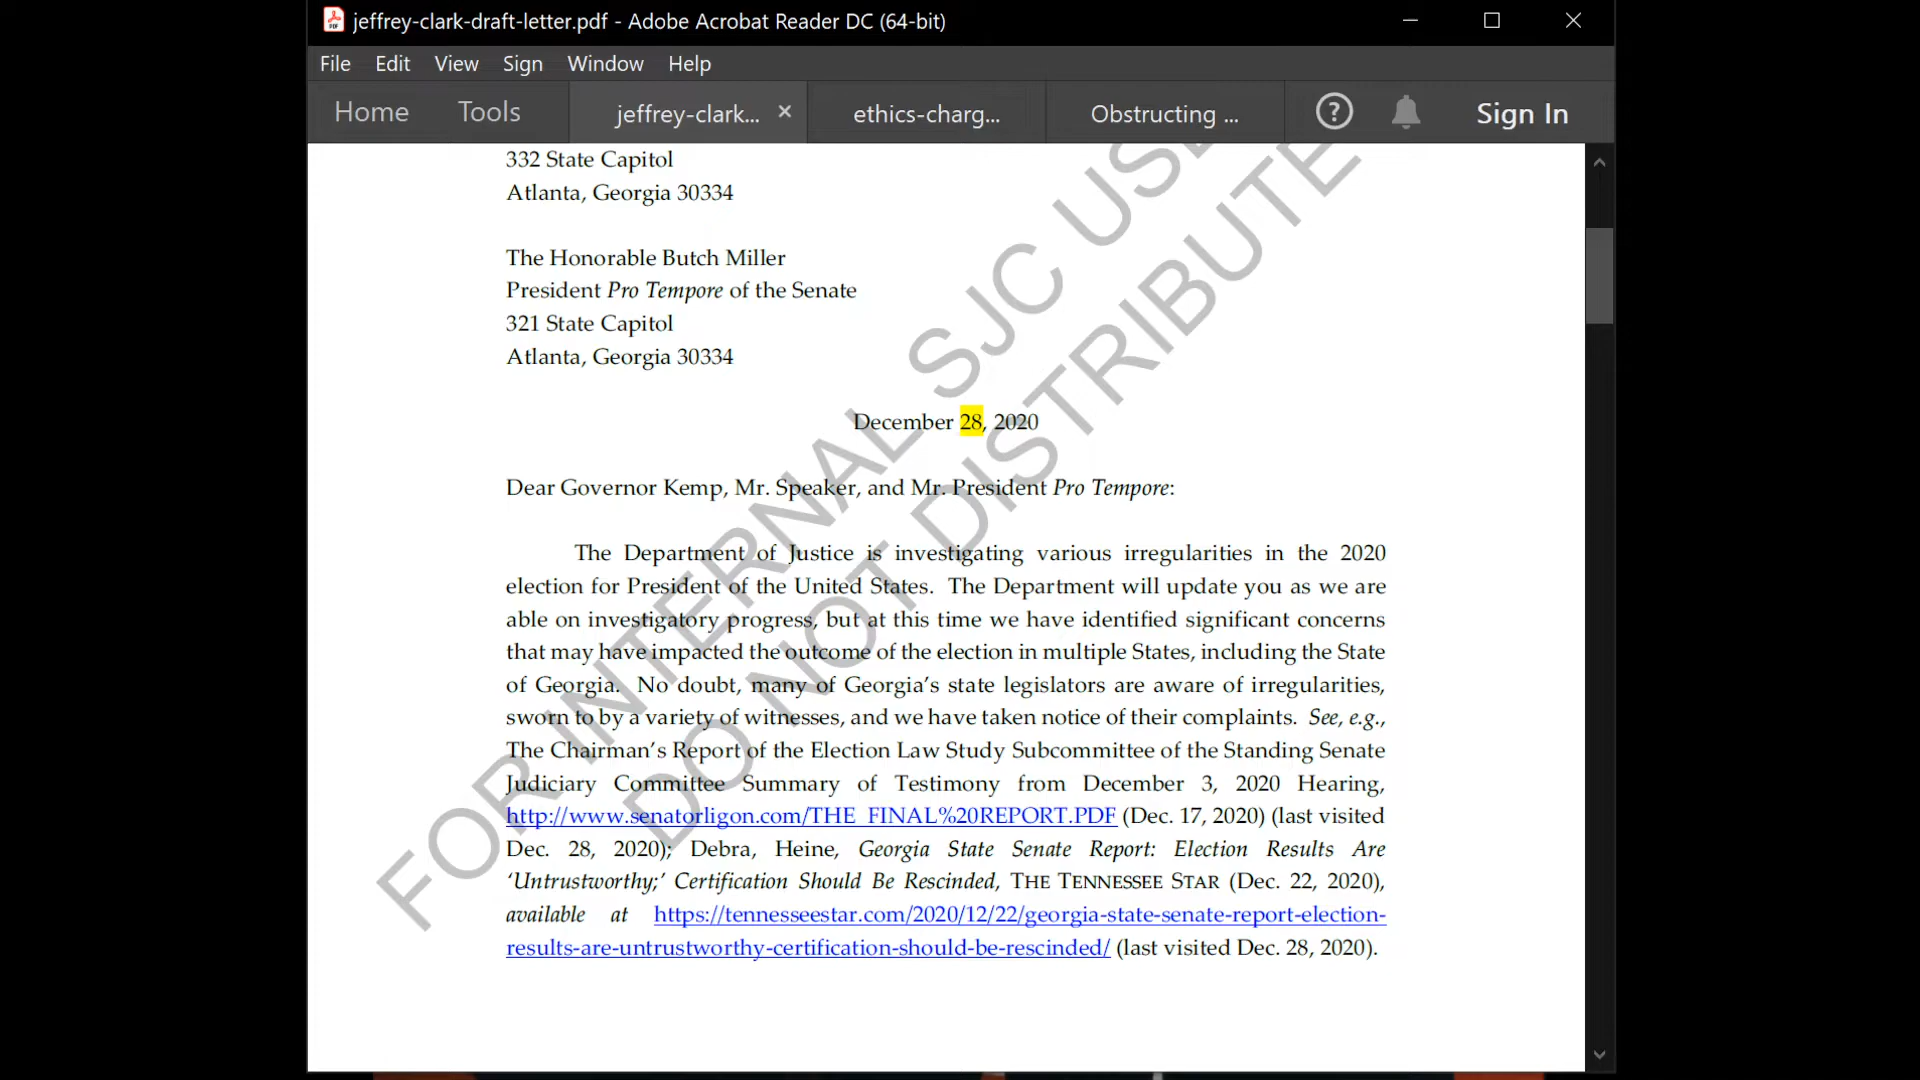 jeffrey-clark-draft-letter.pdf - Adobe Acrobat Reader DC (64-bit)
File Edit View Sign Window Help
Home Tools jeffrey-clark... × ethics-charg... Obstructing ... ? Sign In
332 State Capitol
Atlanta, Georgia 30334
The Honorable Butch Miller
President Pro Tempore of the Senate
321 State Capitol
Atlanta, Georgia 30334
December 28, 2020
Dear Governor Kemp, Mr. Speaker, and Mr. President Pro Tempore:
The Department of Justice is investigating various irregularities in the 2020
election for President of the United States. The Department will update you as we are
able on investigatory progress, but at this time we have identified significant concerns
that may have impacted the outcome of the election in multiple States, including the State
of Georgia. No doubt, many of Georgia's state legislators are aware of irregularities,
sworn to by a variety of witnesses, and we have taken notice of their complaints. See, e.g.,
The Chairman's Report of the Election Law Study Subcommittee of the Standing Senate
Judiciary Committee Summary of Testimony from December 3, 2020 Hearing,
http://www.senatorligon.com/THE_FINAL%20REPORT.PDF (Dec. 17, 2020) (last visited
Dec. 28, 2020); Debra, Heine, Georgia State Senate Report: Election Results Are
'Untrustworthy;' Certification Should Be Rescinded, THE TENNESSEE STAR (Dec. 22, 2020),
available at https://tennesseestar.com/2020/12/22/georgia-state-senate-report-election-
results-are-untrustworthy-certification-should-be-rescinded/ (last visited Dec. 28, 2020).
FOR INTERNAL SJC USE
DO NOT DISTRIBUTE